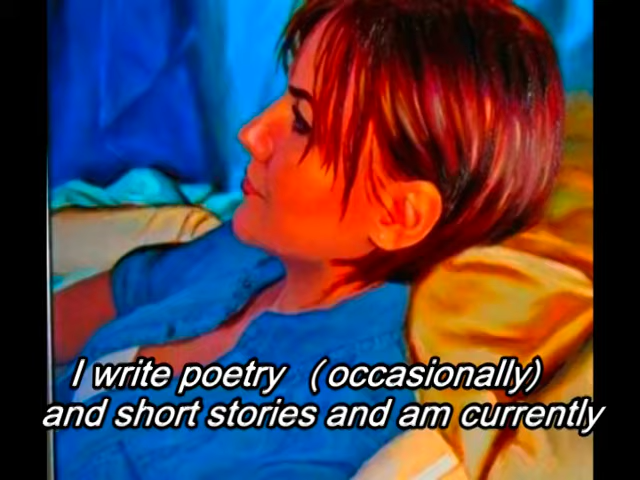 I write poetry （occasionally)
and short stories and am currently